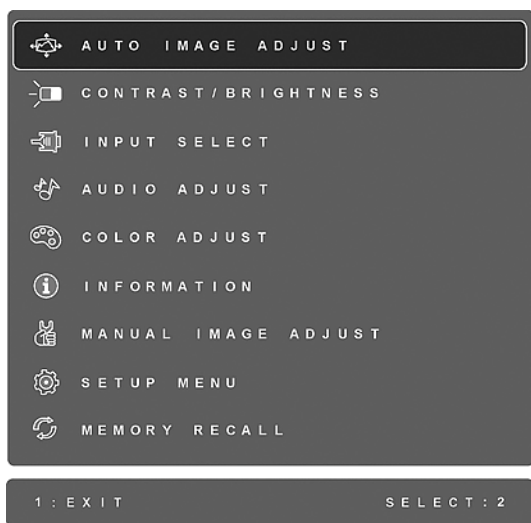 AUTO IMAGE ADJUST
CONTRAST/BRIGHTNESS
INPUT SELECT
AUDIO ADJUST
COLOR ADJUST
INFORMATION
MANUAL IMAGE ADJUST
SETUP MENU
MEMORY RECALL
1:EXIT SELECT:2